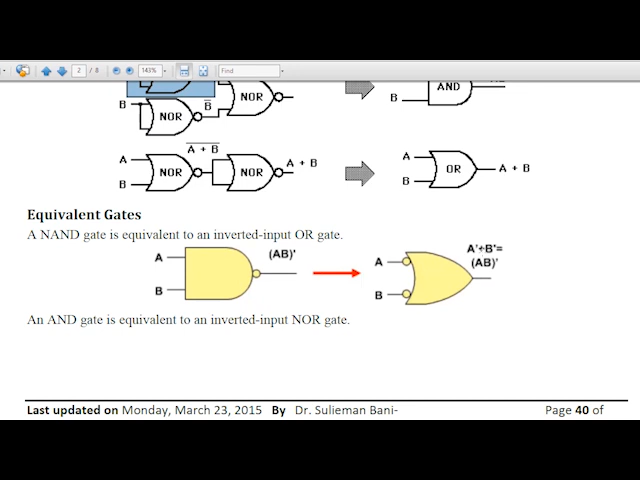 2 / 8 143% Find
B NOR B NOR B AND
A + B
A NOR NOR A + B A OR A + B
B B
Equivalent Gates
A NAND gate is equivalent to an inverted-input OR gate.
A (AB)' A A'+B'=
(AB)'
B B
An AND gate is equivalent to an inverted-input NOR gate.
Last updated on Monday, March 23, 2015 By Dr. Sulieman Bani- Page 40 of